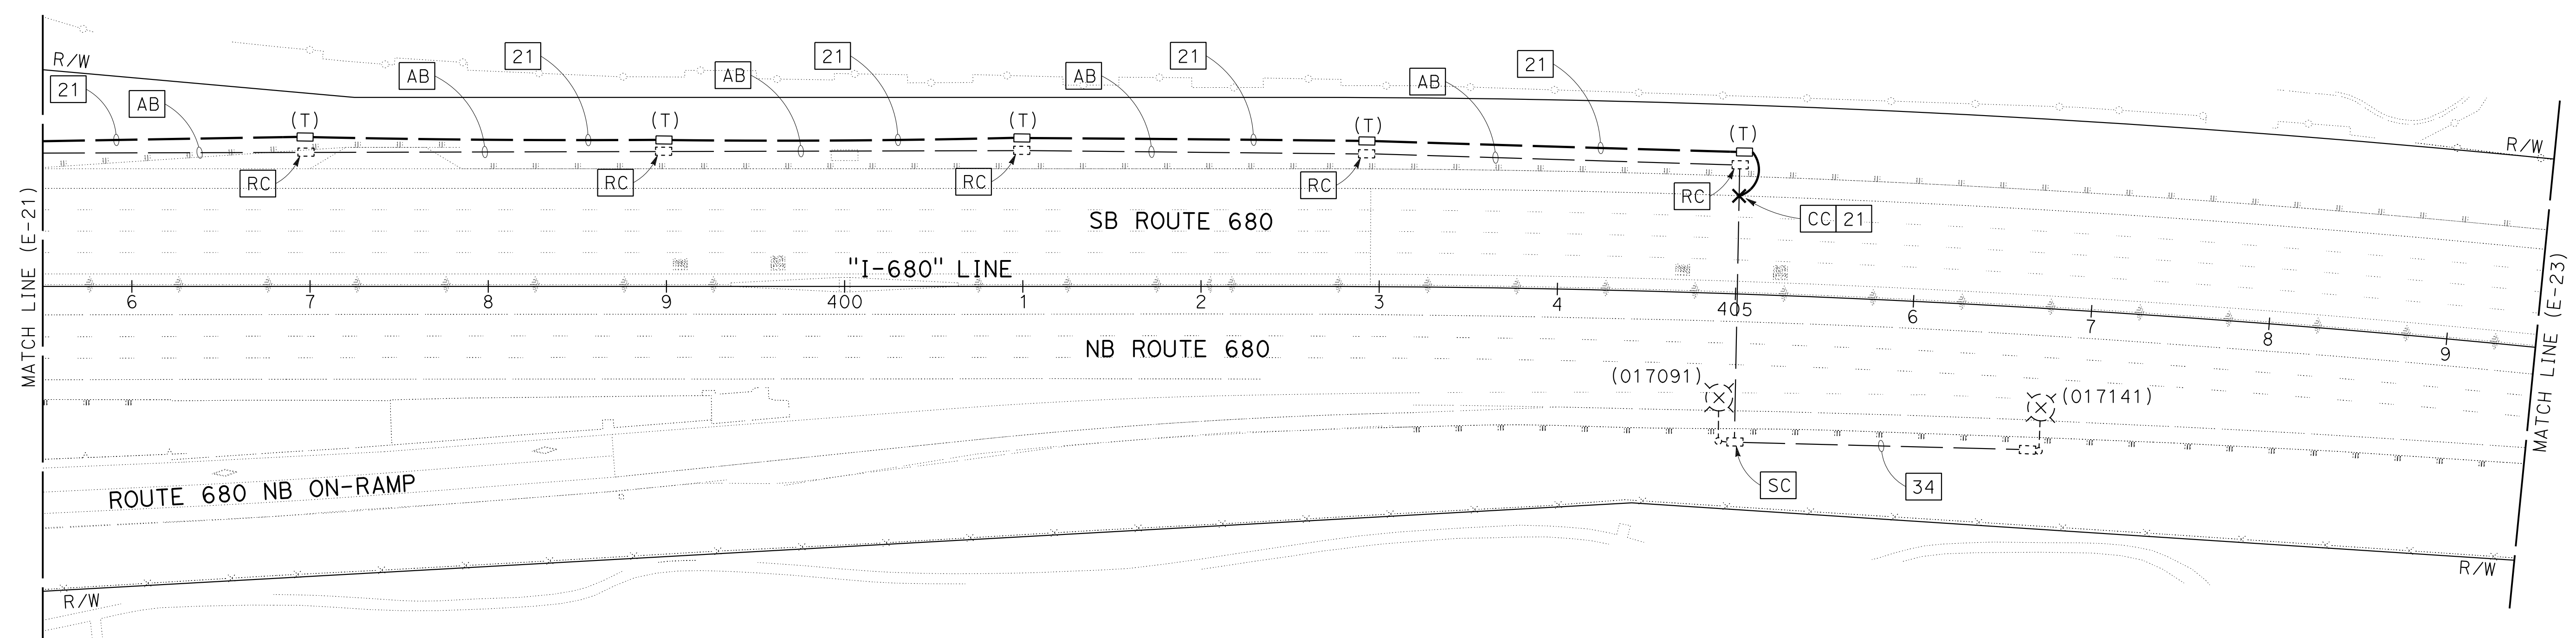 R/W
21
AB
AB
21
AB
21
AB
21
AB
21
(T)
(T)
(T)
(T)
(T)
RC
RC
RC
RC
RC
R/W
CC 21
SB ROUTE 680
"I-680" LINE
MATCH LINE (E-21)
MATCH LINE (E-23)
6
7
8
9
400
1
2
3
4
405
6
7
8
9
NB ROUTE 680
(017091)
(017141)
SC
34
ROUTE 680 NB ON-RAMP
R/W
R/W